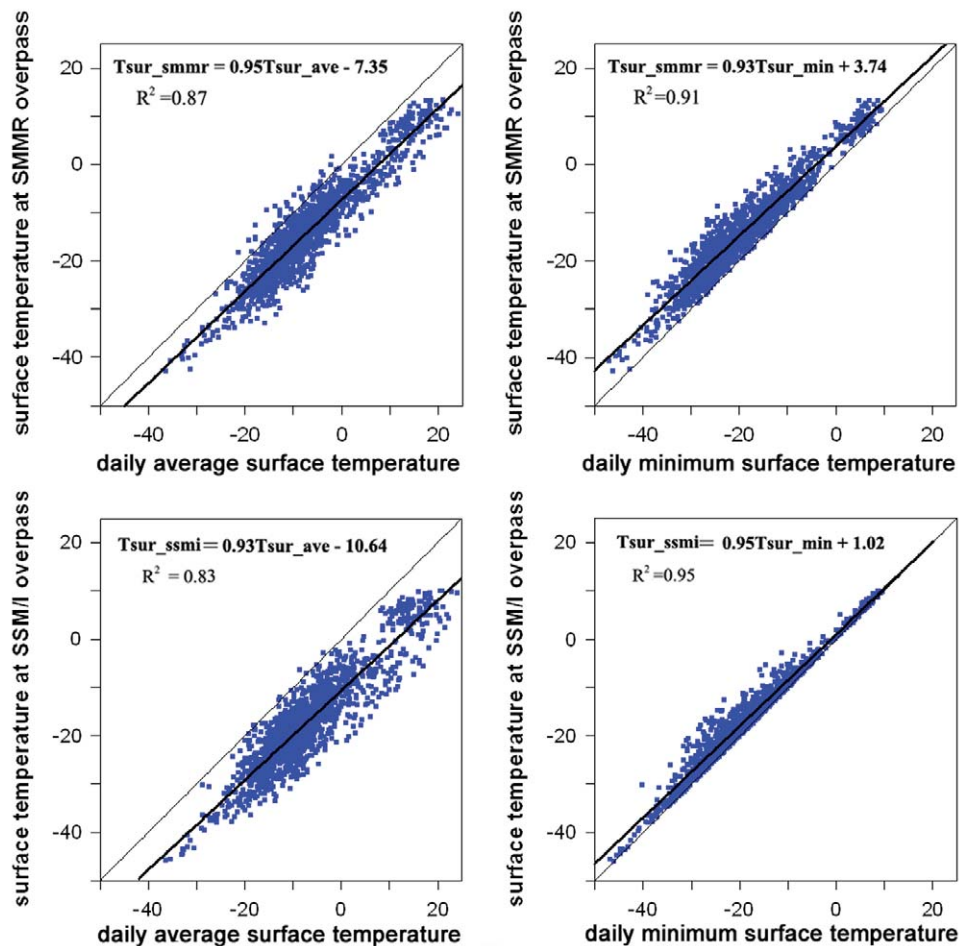 surface temperature at SMMR overpass
20
0
-20
-40
Tsur_smmr = 0.95Tsur_ave - 7.35
R² =0.87
-40 -20 0 20
daily average surface temperature
surface temperature at SMMR overpass
20
0
-20
-40
Tsur_smmr = 0.93Tsur_min + 3.74
R² =0.91
-40 -20 0 20
daily minimum surface temperature
surface temperature at SSM/I overpass
20
0
-20
-40
Tsur_ssmi= 0.93Tsur_ave - 10.64
R² = 0.83
-40 -20 0 20
daily average surface temperature
surface temperature at SSM/I overpass
20
0
-20
-40
Tsur_ssmi= 0.95Tsur_min + 1.02
R² =0.95
-40 -20 0 20
daily minimum surface temperature